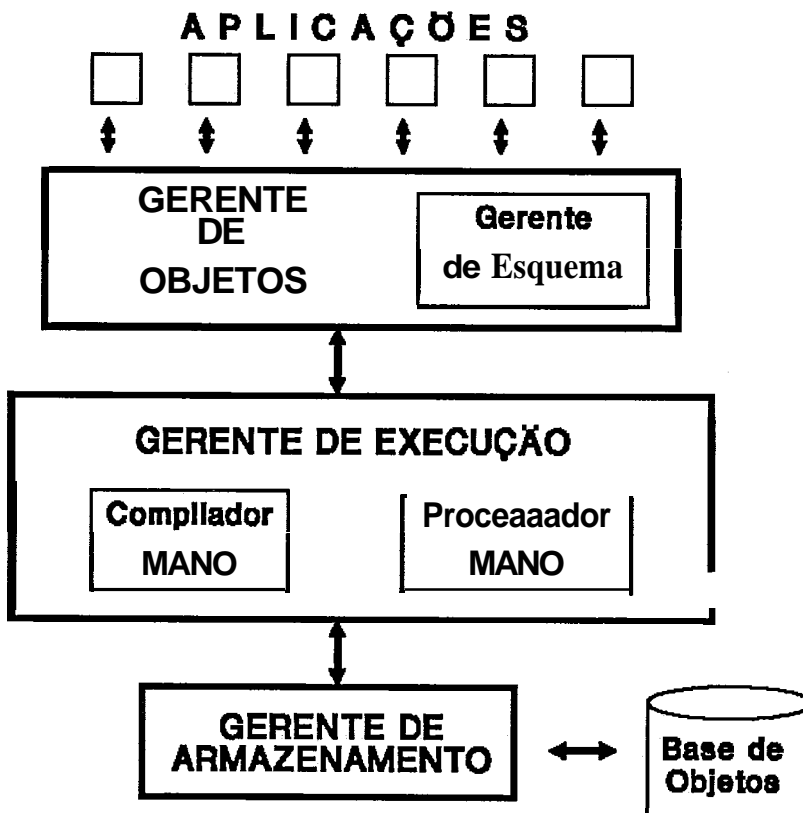 APLICAÇÕES
GERENTE
DE
OBJETOS
Gerente
de Esquema
GERENTE DE EXECUÇÃO
Compilador
MANO
Proceaaador
MANO
GERENTE DE
ARMAZENAMENTO
Base de
Objetos